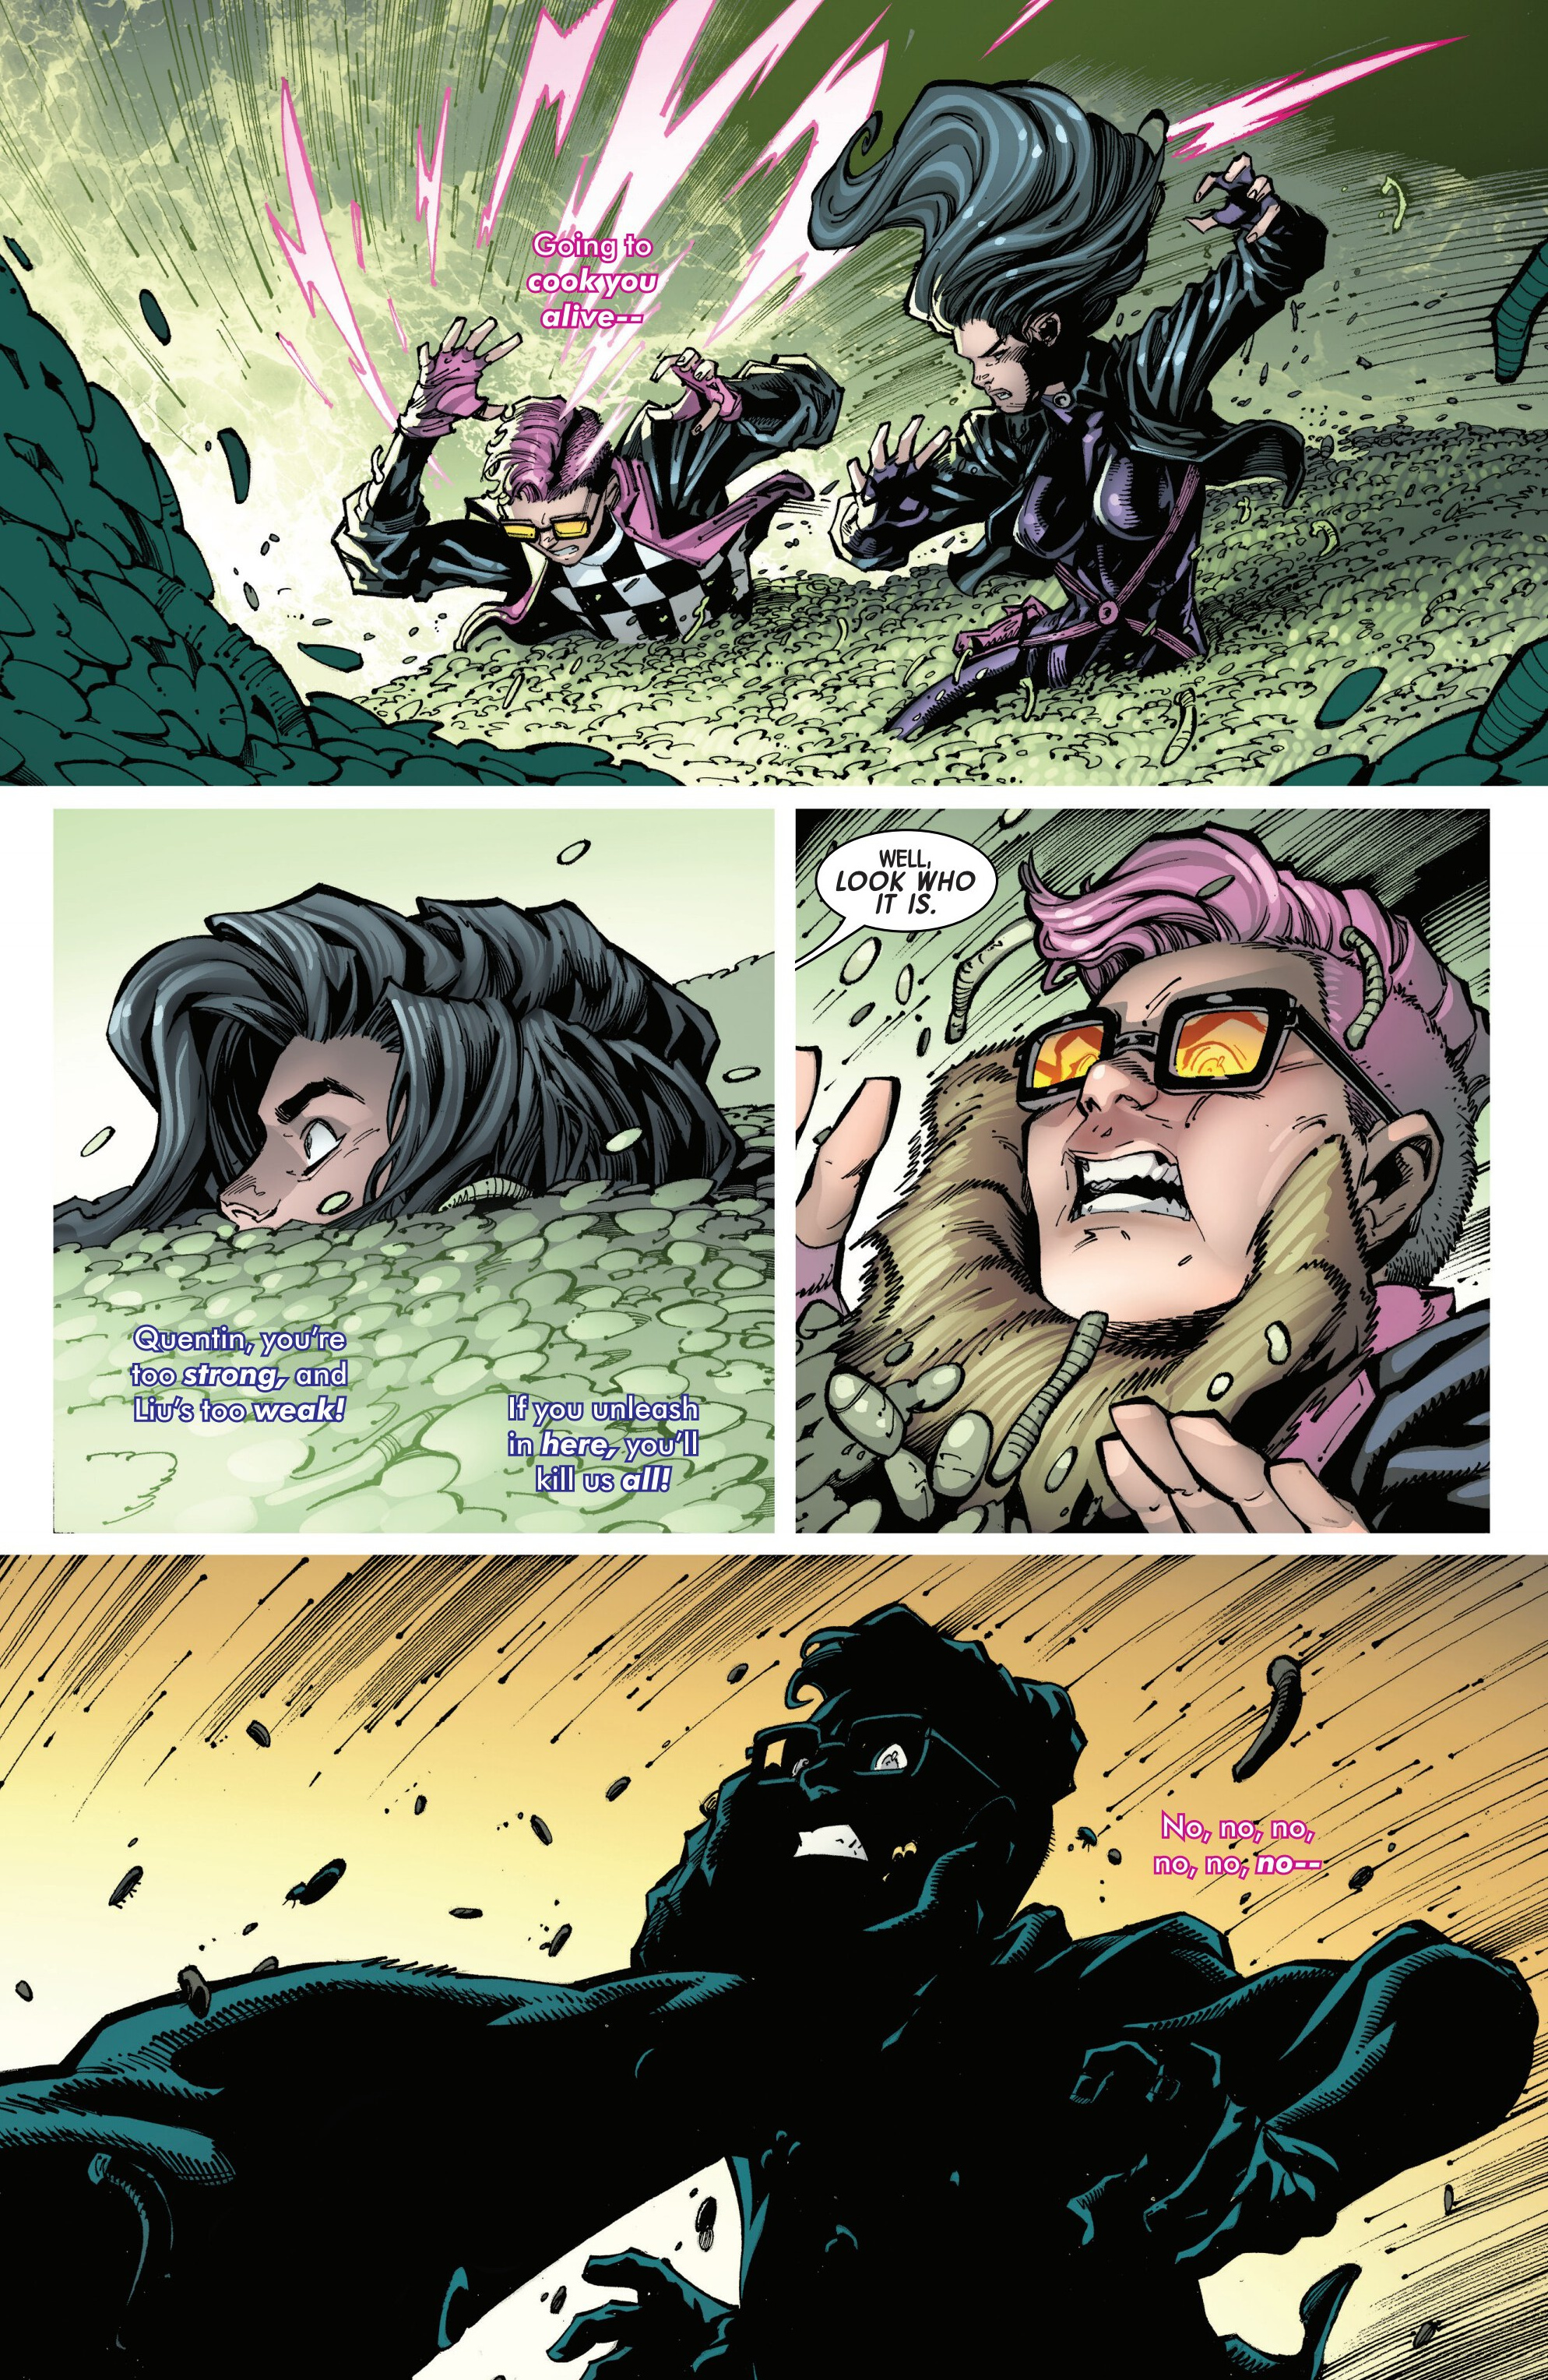 Going to
cook you
alive--
WELL,
LOOK WHO
IT IS.
Quentin, you're
too strong, and
Liu's too weak!
If you unleash
in here, you'll
kill us all!
No, no, no,
no, no, no--